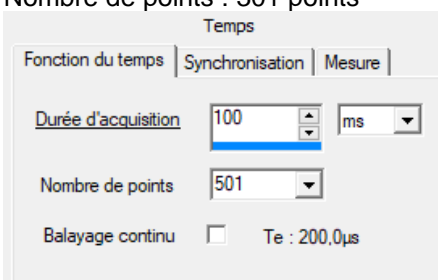 Nombre de points : 501 points
Temps
Fonction du temps Synchronisation Mesure
Durée d'acquisition 100 ms
Nombre de points 501
Balayage continu Te : 200,0µs